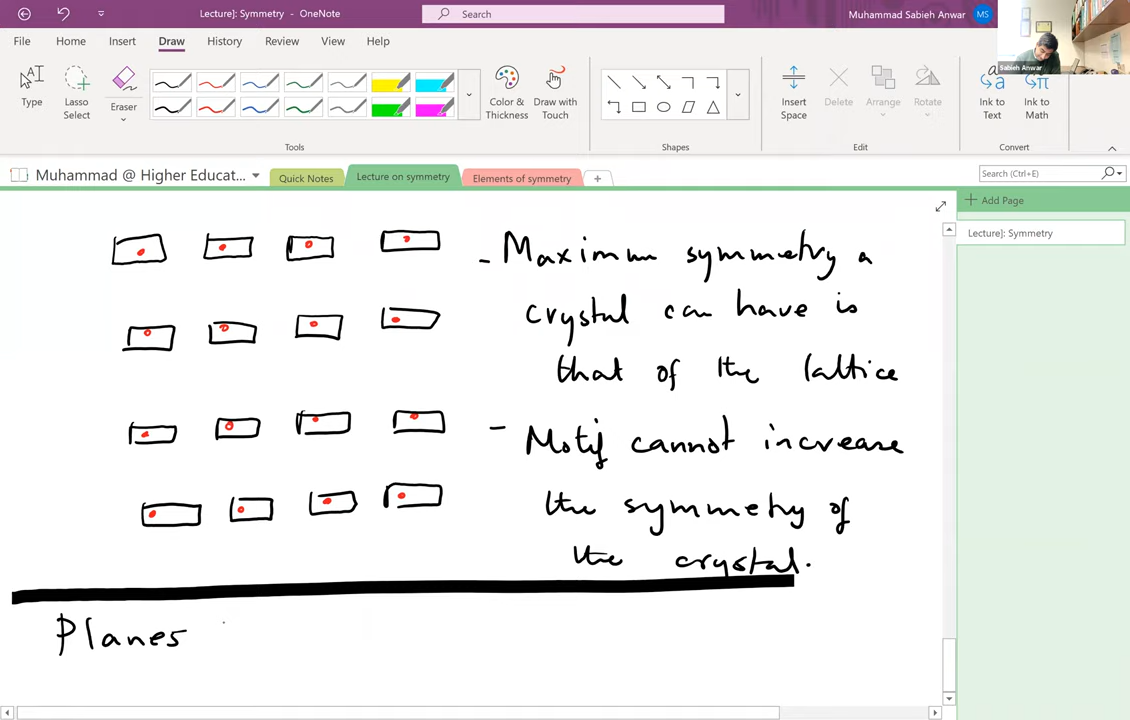 Lecture]: Symmetry - OneNote
Search
Muhammad Sabieh Anwar
MS
Sabieh Anwar
File
Home
Insert
Draw
History
Review
View
Help
Type
Lasso
Select
Eraser
Color &
Thickness
Draw with
Touch
Insert
Space
Delete
Arrange
Rotate
Ink to
Text
Ink to
Math
Tools
Shapes
Edit
Convert
Muhammad @ Higher Educat...
Quick Notes
Lecture on symmetry
Elements of symmetry
Search (Ctrl+E)
Add Page
Lecture]: Symmetry
- Maximum symmetry a
crystal can have is
that of the lattice
- Motif cannot increase
the symmetry of
the crystal.
Planes